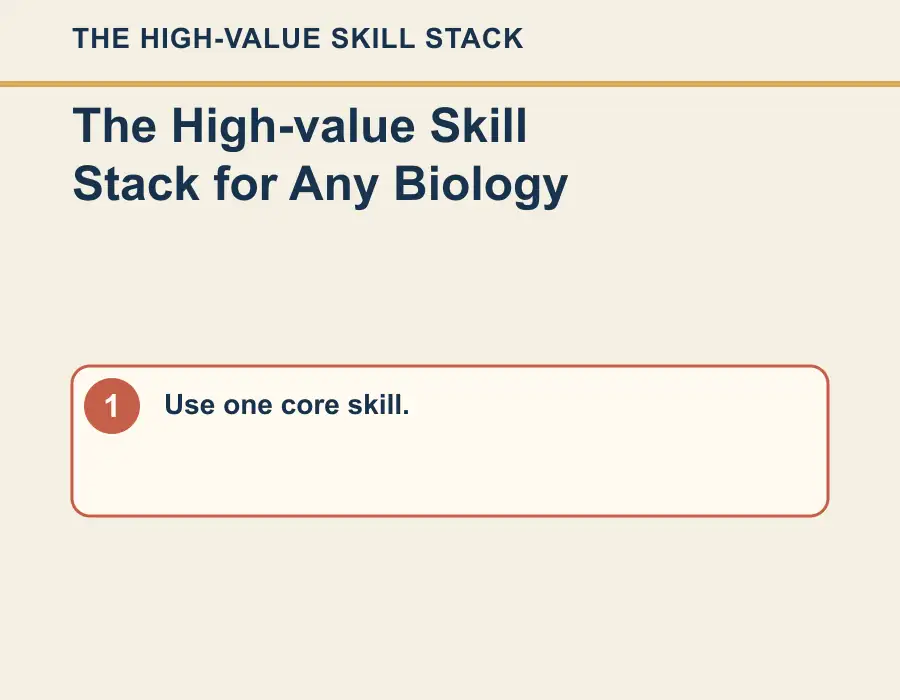 THE HIGH-VALUE SKILL STACK
The High-value Skill
Stack for Any Biology
1 Use one core skill.